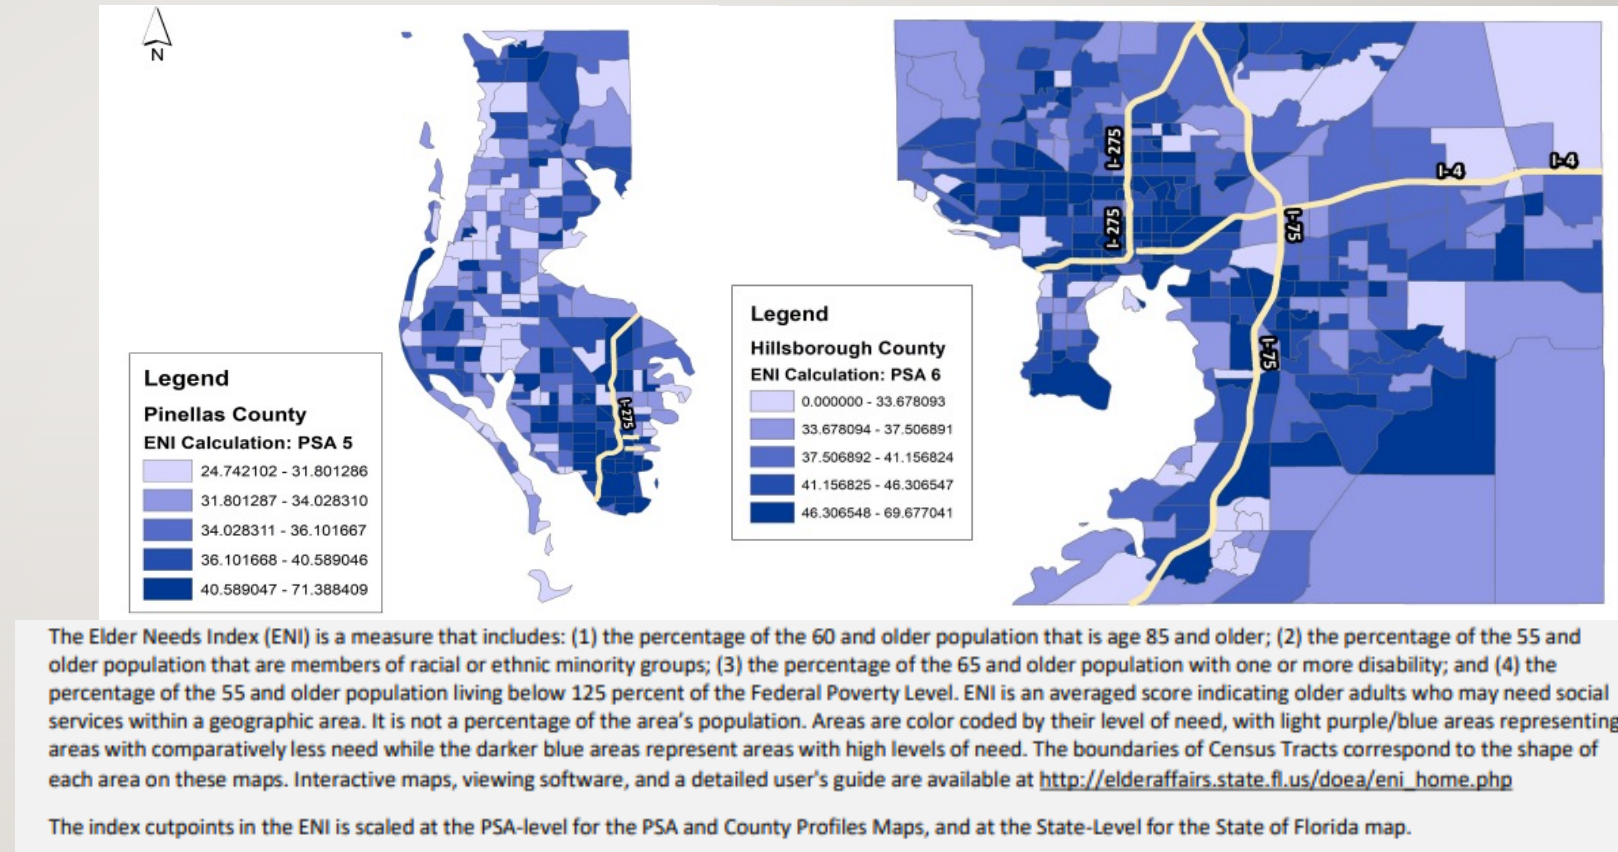 N
I-275
I-275
I-4
I-4
I-75
I-75
I-275
Legend
Pinellas County
ENI Calculation: PSA 5
24.742102 - 31.801286
31.801287 - 34.028310
34.028311 - 36.101667
36.101668 - 40.589046
40.589047 - 71.388409
Legend
Hillsborough County
ENI Calculation: PSA 6
0.000000 - 33.678093
33.678094 - 37.506891
37.506892 - 41.156824
41.156825 - 46.306547
46.306548 - 69.677041
The Elder Needs Index (ENI) is a measure that includes: (1) the percentage of the 60 and older population that is age 85 and older; (2) the percentage of the 55 and
older population that are members of racial or ethnic minority groups; (3) the percentage of the 65 and older population with one or more disability; and (4) the
percentage of the 55 and older population living below 125 percent of the Federal Poverty Level. ENI is an averaged score indicating older adults who may need social
services within a geographic area. It is not a percentage of the area's population. Areas are color coded by their level of need, with light purple/blue areas representing
areas with comparatively less need while the darker blue areas represent areas with high levels of need. The boundaries of Census Tracts correspond to the shape of
each area on these maps. Interactive maps, viewing software, and a detailed user's guide are available at http://elderaffairs.state.fl.us/doea/eni_home.php
The index cutpoints in the ENI is scaled at the PSA-level for the PSA and County Profiles Maps, and at the State-Level for the State of Florida map.